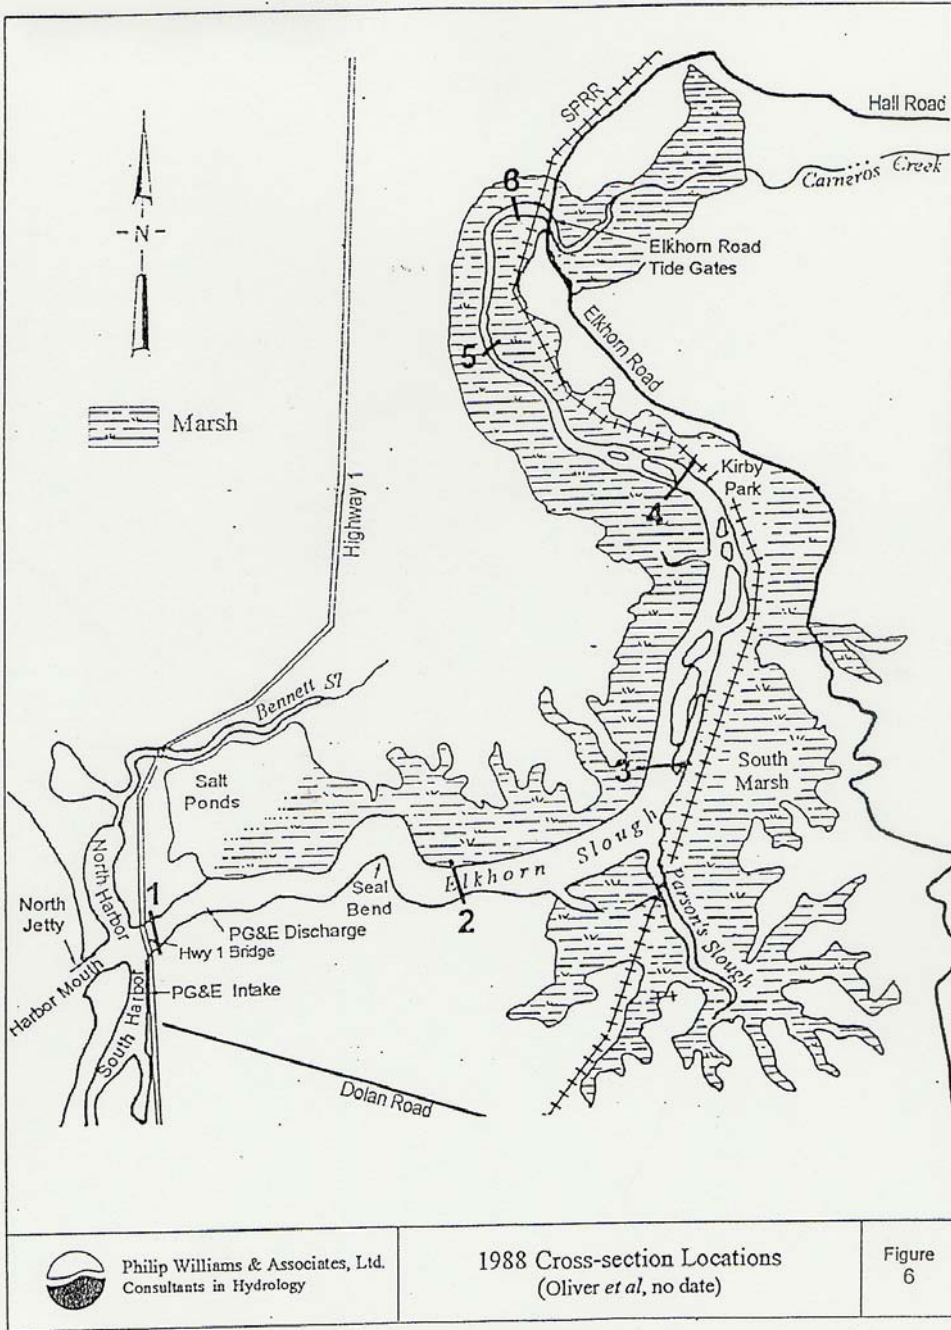 SPRR
Hall Road
Carneros Creek
6
Elkhorn Road
Tide Gates
N
Elkhorn Road
5
Marsh
Highway 1
Kirby
Park
4
Bennett Sl
Salt
Ponds
3
South
Marsh
North Harbor
Elkhorn Slough
Seal
Bend
2
1
North
Jetty
PG&E Discharge
Hwy 1 Bridge
Parson's Slough
Harbor Mouth
PG&E Intake
South Harbor
Dolan Road
Philip Williams & Associates, Ltd.
Consultants in Hydrology
1988 Cross-section Locations
(Oliver et al, no date)
Figure
6